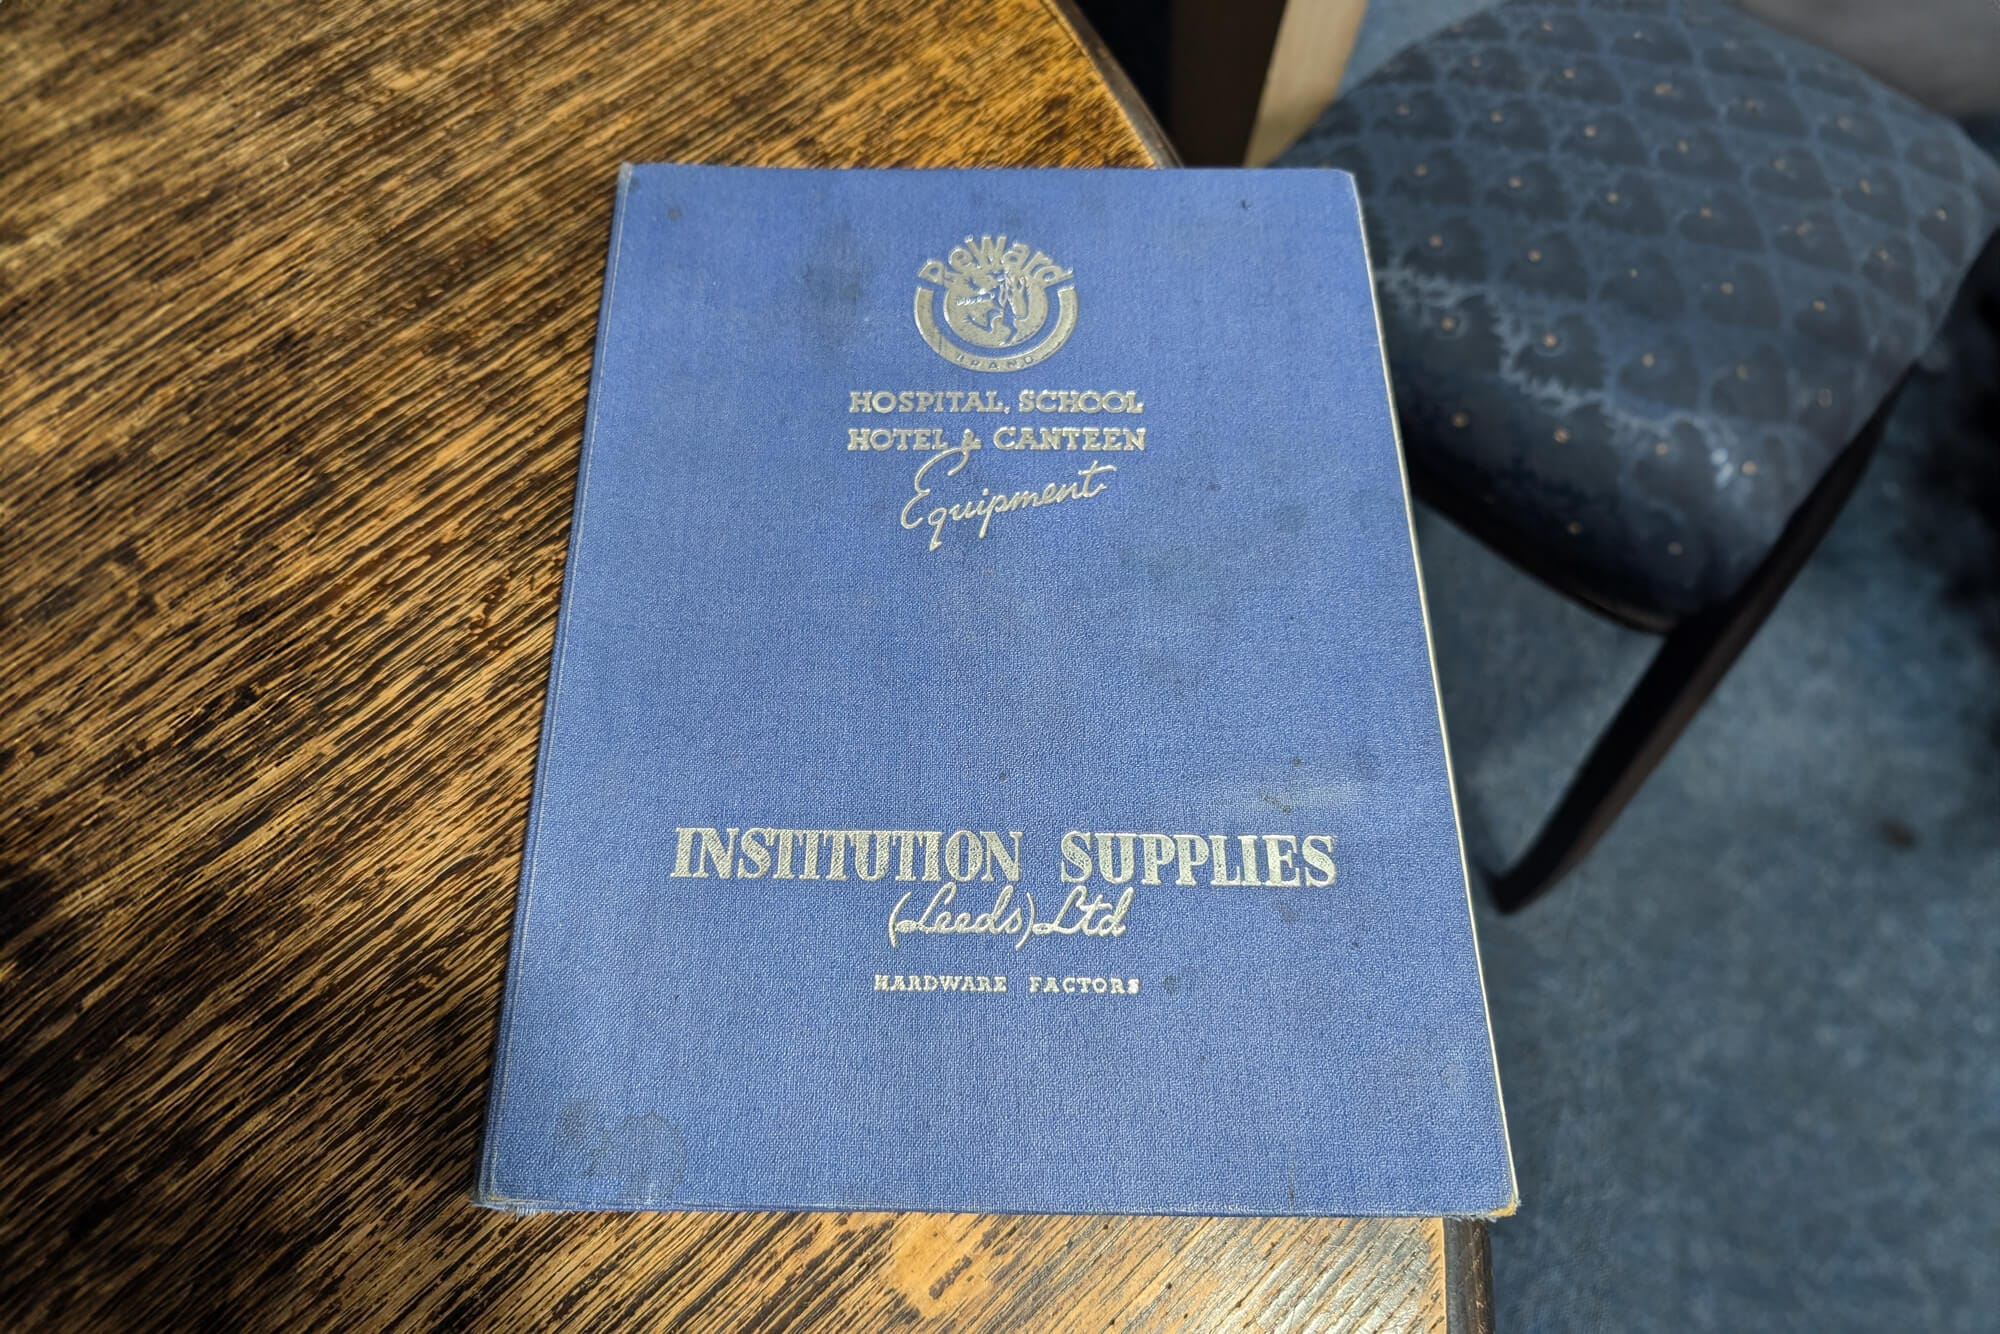 ReWard
BRAND
HOSPITAL, SCHOOL
HOTEL & CANTEEN
Equipment
INSTITUTION SUPPLIES
(Leeds) Ltd
HARDWARE FACTORS